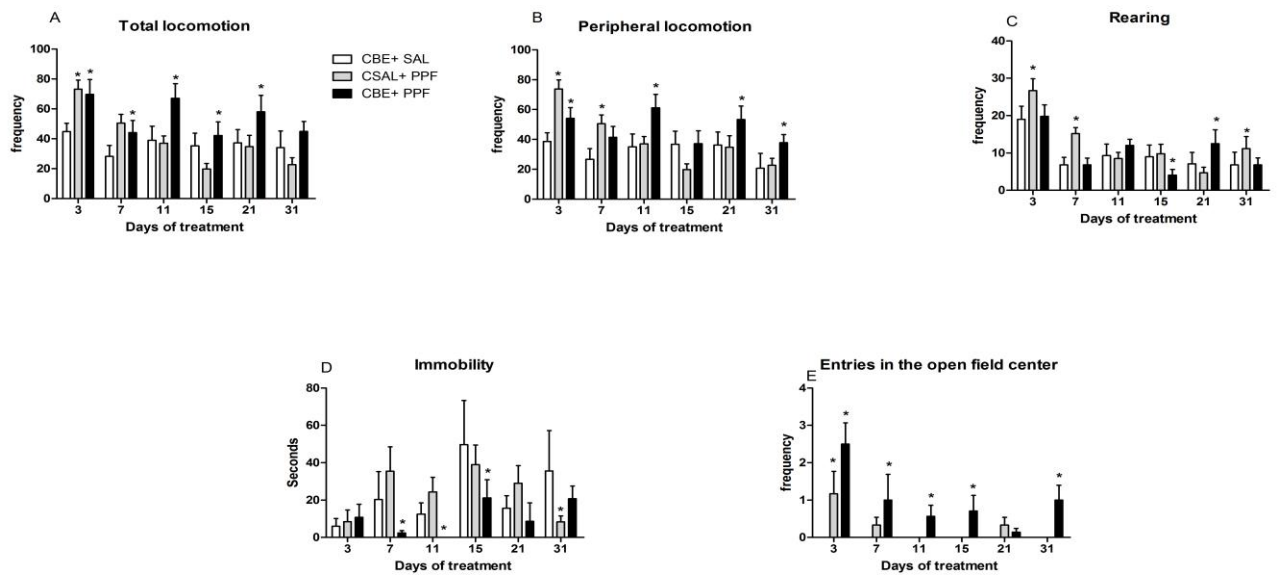 A
Total locomotion
100
80
60
40
20
0
frequency
* *
*
*
*
*
3 7 11 15 21 31
Days of treatment
CBE+ SAL
CSAL+ PPF
CBE+ PPF
B
Peripheral locomotion
100
80
60
40
20
0
frequency
*
*
*
*
*
*
3 7 11 15 21 31
Days of treatment
C
Rearing
40
30
20
10
0
frequency
*
*
*
*
*
3 7 11 15 21 31
Days of treatment
D
Immobility
80
60
40
20
0
Seconds
*
*
*
*
3 7 11 15 21 31
Days of treatment
E
Entries in the open field center
4
3
2
1
0
frequency
*
*
*
*
*
*
3 7 11 15 21 31
Days of treatment